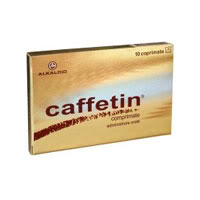 ALKALOID
10 comprimate
caffetin®
comprimate
administrare orală